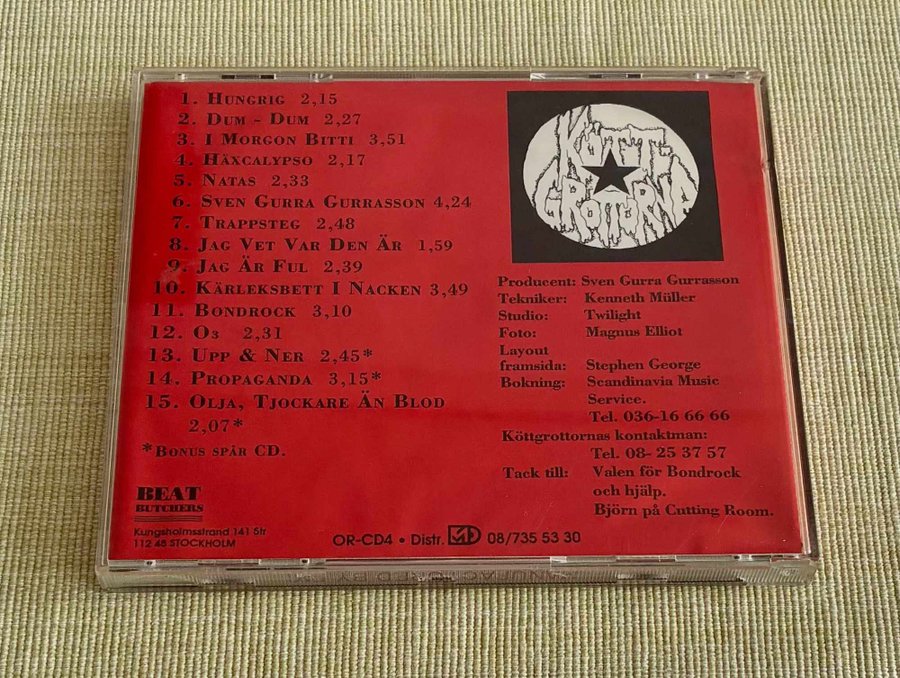 1. Hungrig 2,15
2. Dum ~ Dum 2,27
3. I Morgon Bitti 3,51
4. Häxcalypso 2,17
5. Natas 2,33
6. Sven Gurra Gurrasson 4,24
7. Trappsteg 2,48
8. Jag Vet Var Den Är 1,59
9. Jag Är Ful 2,39
10. Kärleksbett I Nacken 3,49
11. Bondrock 3,10
12. O3 2,31
13. Upp & Ner 2,45*
14. Propaganda 3,15*
15. Olja, Tjockare Än Blod
2,07*
*Bonus spår CD.
BEAT
BUTCHERS
Kungsholmsstrand 141 5tr
112 48 STOCKHOLM
KÖTT-
GROTTORNA
Producent: Sven Gurra Gurrasson
Tekniker: Kenneth Müller
Studio: Twilight
Foto: Magnus Elliot
Layout
framsida: Stephen George
Bokning: Scandinavia Music
Service.
Tel. 036-16 66 66
Köttgrottornas kontaktman:
Tel. 08- 25 37 57
Tack till: Valen för Bondrock
och hjälp.
Björn på Cutting Room.
OR-CD4 • Distr. 08/735 53 30